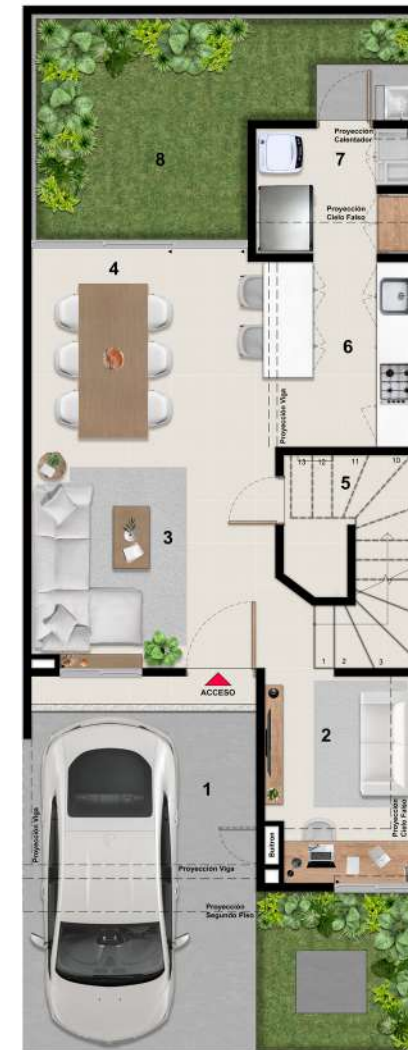 8
Proyección
Calentador
7
Proyección
Cielo Falso
4
6
Proyección Viga
13 12 11 10
5
3
1 2 3
ACCESO
2
1
Proyección Viga
Proyección
Cielo Falso
Buitron
Proyección Viga
Proyección
Segundo Piso